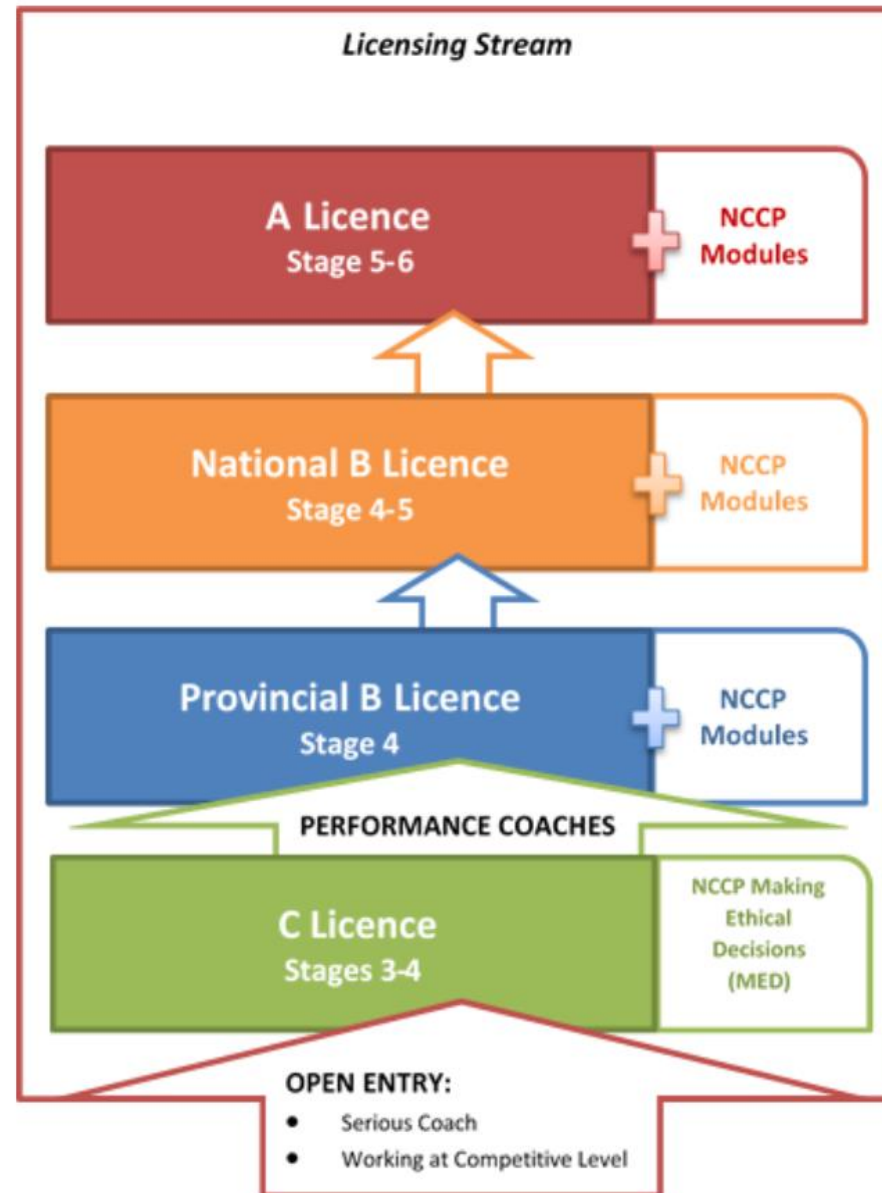 Licensing Stream
A Licence
Stage 5-6
NCCP
Modules
National B Licence
Stage 4-5
NCCP
Modules
Provincial B Licence
Stage 4
NCCP
Modules
PERFORMANCE COACHES
C Licence
Stages 3-4
NCCP Making
Ethical
Decisions
(MED)
OPEN ENTRY:
● Serious Coach
● Working at Competitive Level